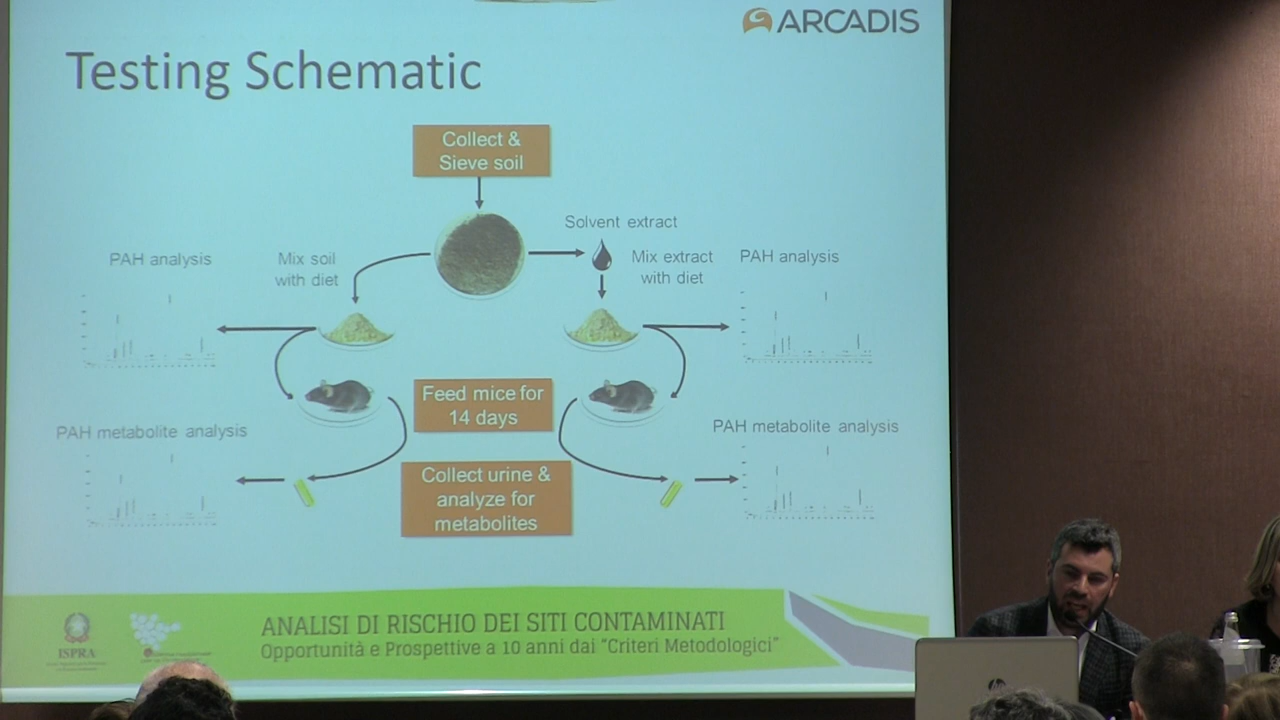 ARCADIS
Testing Schematic
Collect &
Sieve soil
Solvent extract
PAH analysis
Mix soil
with diet
Mix extract
with diet
PAH analysis
Feed mice for
14 days
PAH metabolite analysis
PAH metabolite analysis
Collect urine &
analyze for
metabolites
ANALISI DI RISCHIO DEI SITI CONTAMINATI
Opportunità e Prospettive a 10 anni dai "Criteri Metodologici"
ISPRA